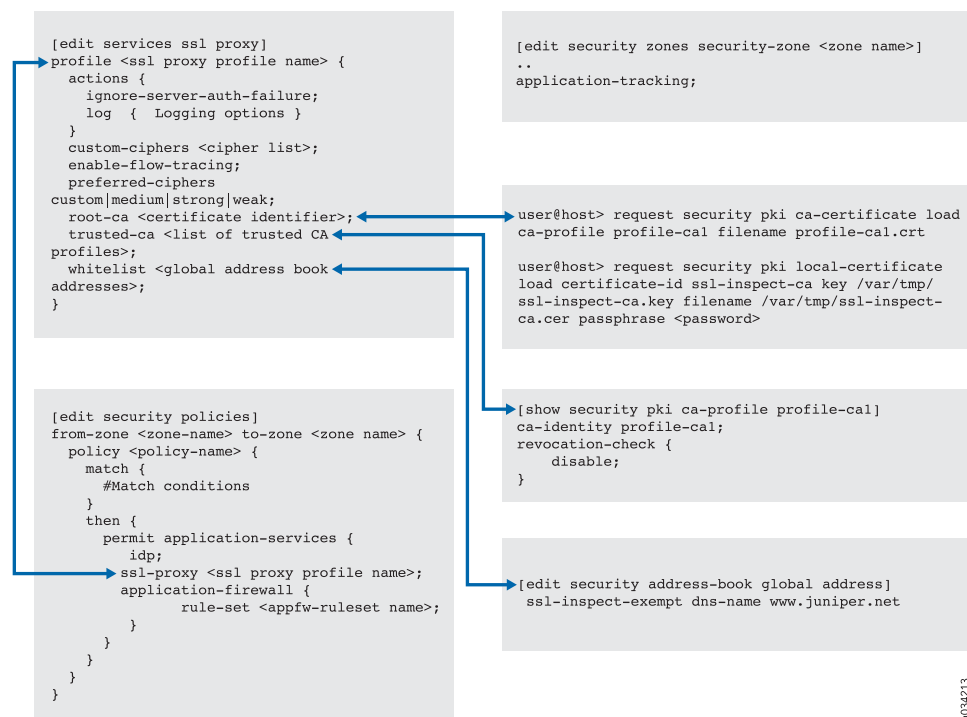 [edit services ssl proxy]
profile <ssl proxy profile name> {
actions {
ignore-server-auth-failure;
log { Logging options }
}
custom-ciphers <cipher list>;
enable-flow-tracing;
preferred-ciphers
custom|medium|strong|weak;
root-ca <certificate identifier>;
trusted-ca <list of trusted CA
profiles>;
whitelist <global address book
addresses>;
}
[edit security policies]
from-zone <zone-name> to-zone <zone name> {
policy <policy-name> {
match {
#Match conditions
}
then {
permit application-services {
idp;
ssl-proxy <ssl proxy profile name>;
application-firewall {
rule-set <appfw-ruleset name>;
}
}
}
}
}
[edit security zones security-zone <zone name>]
..
application-tracking;
user@host> request security pki ca-certificate load
ca-profile profile-ca1 filename profile-ca1.crt
user@host> request security pki local-certificate
load certificate-id ssl-inspect-ca key /var/tmp/
ssl-inspect-ca.key filename /var/tmp/ssl-inspect-
ca.cer passphrase <password>
[show security pki ca-profile profile-ca1]
ca-identity profile-ca1;
revocation-check {
disable;
}
[edit security address-book global address]
ssl-inspect-exempt dns-name www.juniper.net